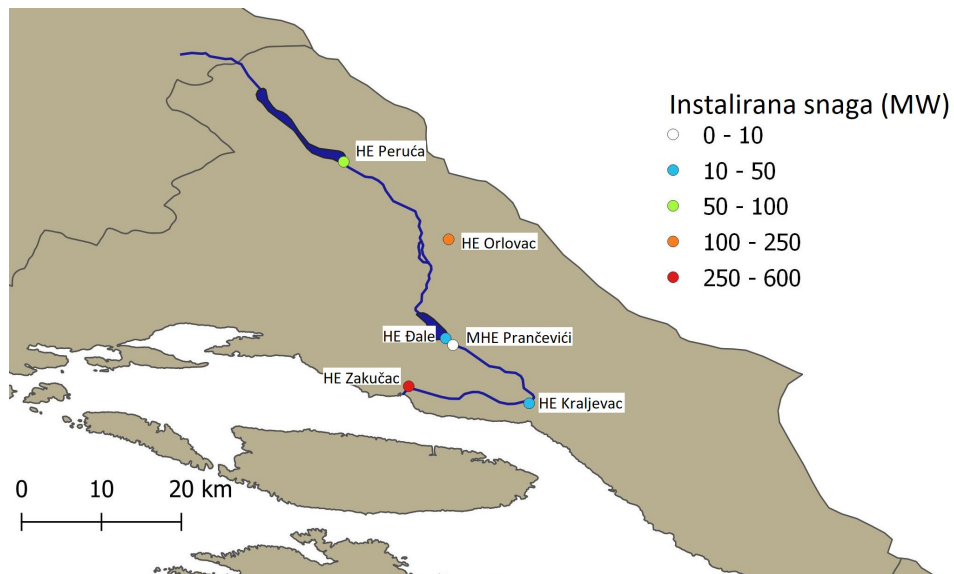 Instalirana snaga (MW)
0 - 10
10 - 50
50 - 100
100 - 250
250 - 600
HE Peruća
HE Orlovac
HE Đale
MHE Prančevići
HE Zakučac
HE Kraljevac
0 10 20 km